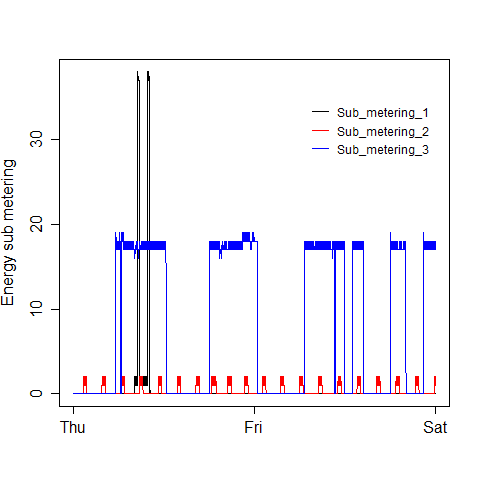 Energy sub metering
30
20
10
0
Sub_metering_1
Sub_metering_2
Sub_metering_3
Thu
Fri
Sat